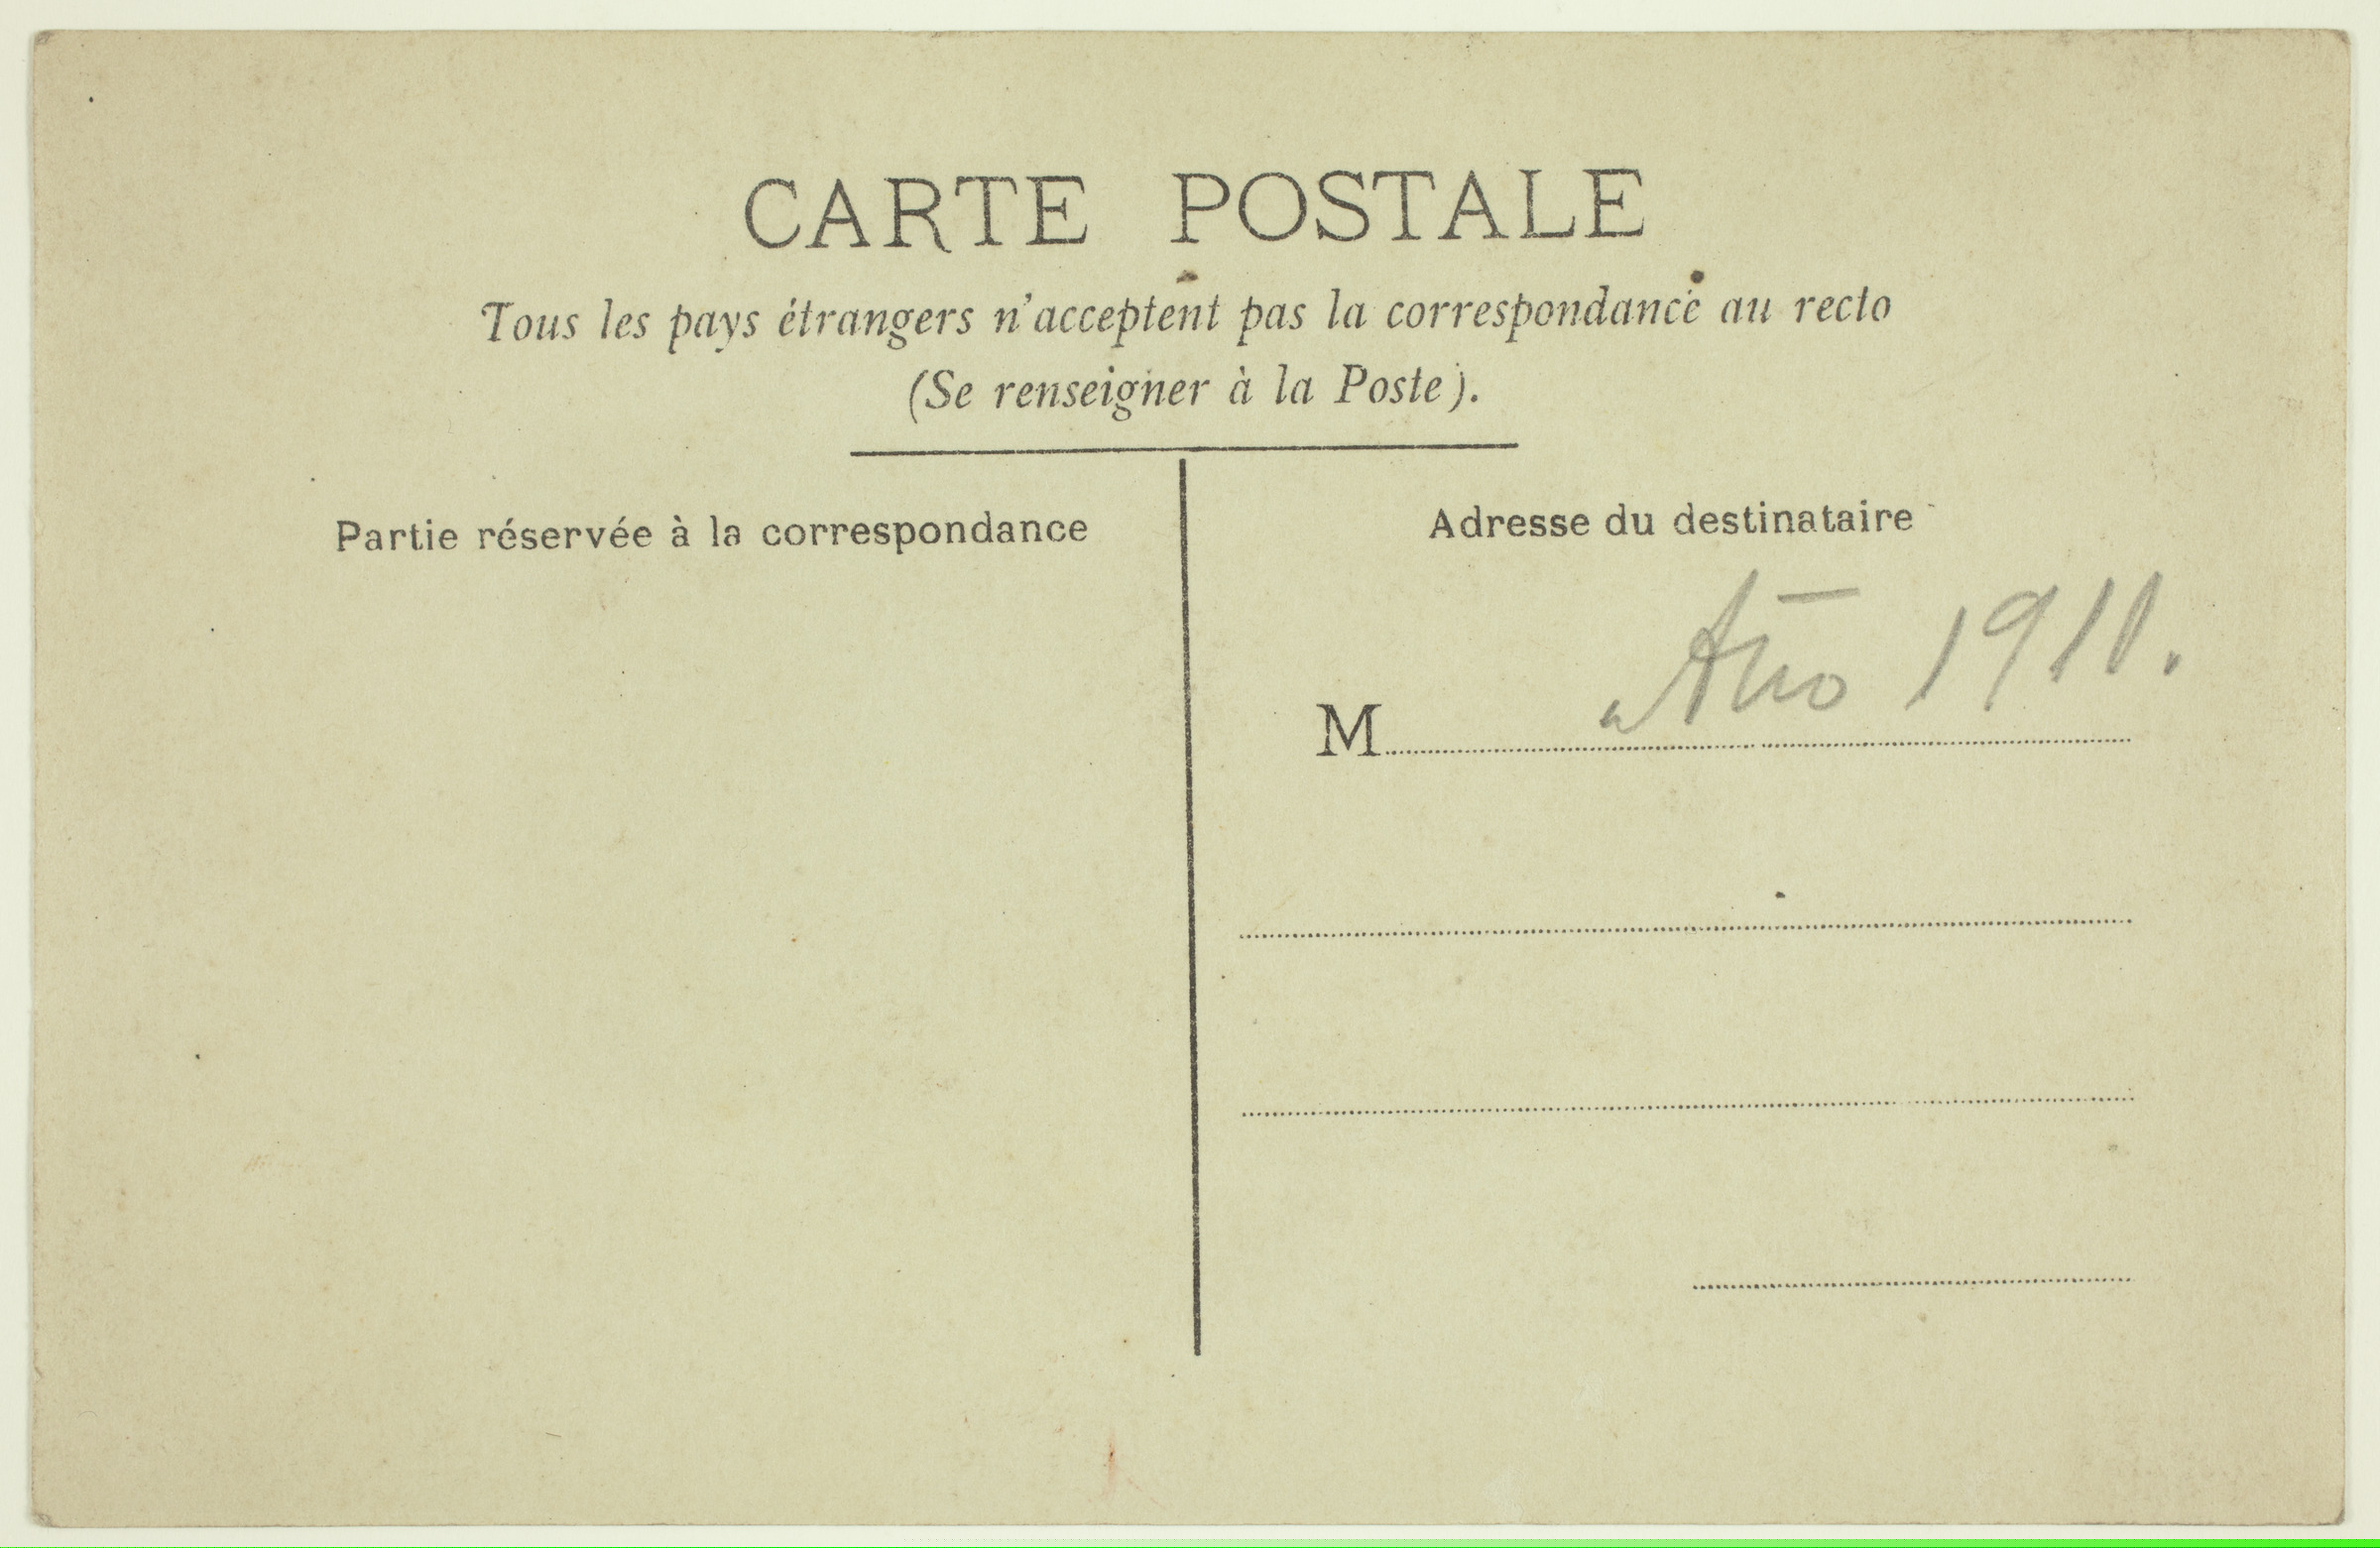 CARTE POSTALE
Tous les pays étrangers n'acceptent pas la correspondance au recto
(Se renseigner à la Poste).
Partie réservée à la correspondance
Adresse du destinataire
Año 1910.
M